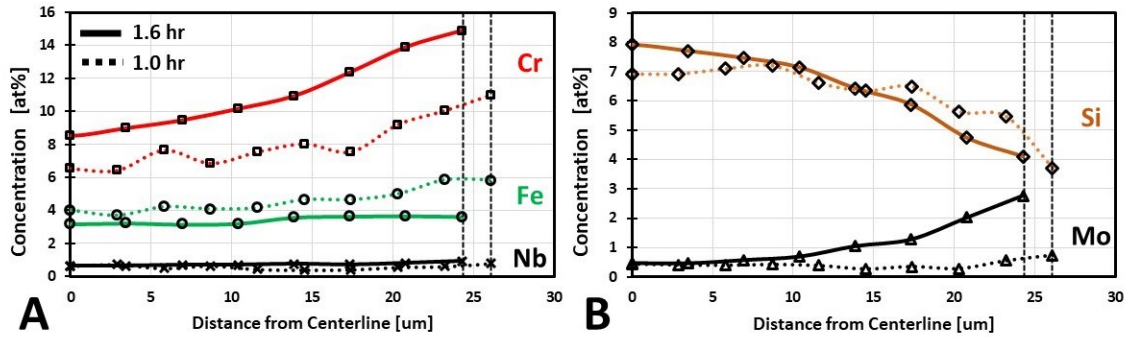 16
14
12
10
8
6
4
2
0
Concentration [at%]
1.6 hr
1.0 hr
Cr
Fe
Nb
0 5 10 15 20 25 30
Distance from Centerline [um]
A
9
8
7
6
5
4
3
2
1
0
Concentration [at%]
Si
Mo
0 5 10 15 20 25 30
Distance from Centerline [um]
B